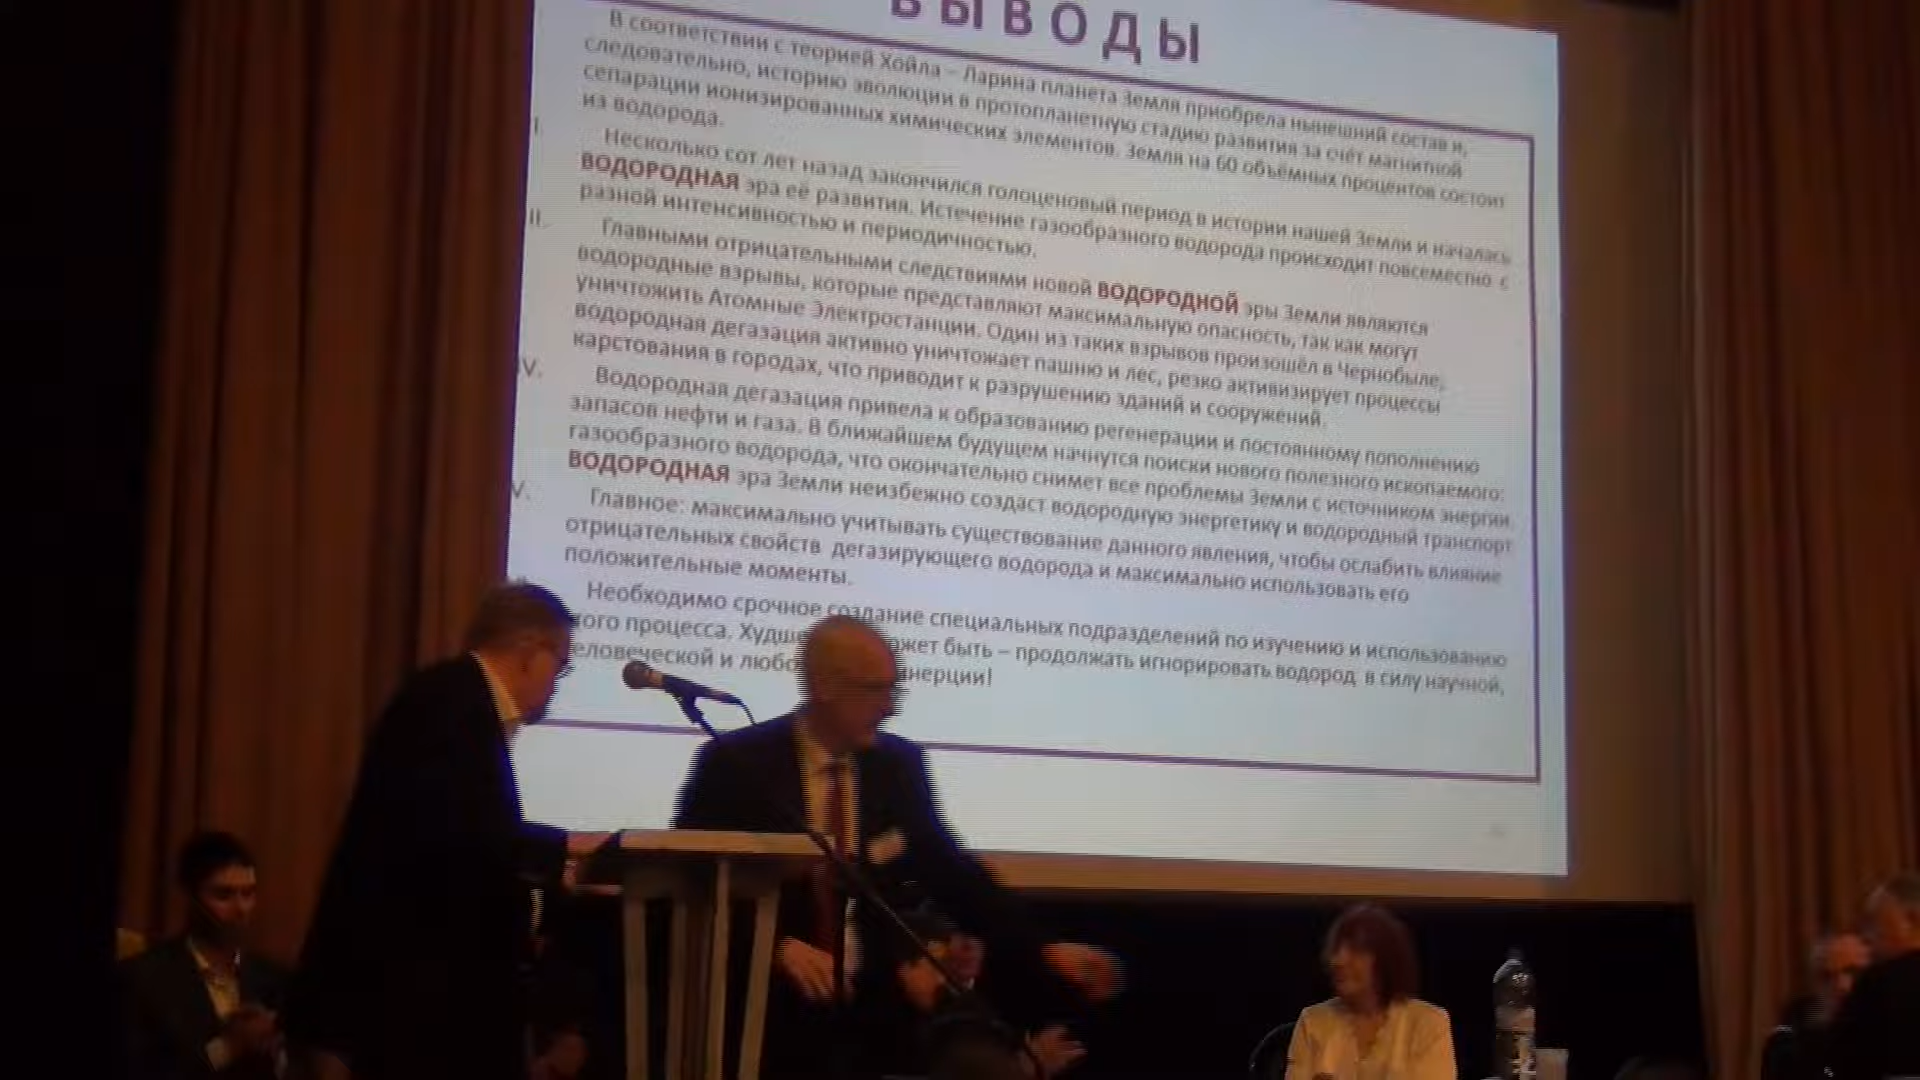 ВЫВОДЫ
В соответствии с теорией Хойла – Ларина планета Земля приобрела нынешний состав и,
следовательно, историю эволюции в протопланетную стадию развития за счёт магнитной
сепарации ионизированных химических элементов. Земля на 60 объёмных процентов состоит
из водорода.
I. Несколько сот лет назад закончился голоценовый период в истории нашей Земли и началась
ВОДОРОДНАЯ эра её развития. Истечение газообразного водорода происходит повсеместно с
разной интенсивностью и периодичностью.
II. Главными отрицательными следствиями новой ВОДОРОДНОЙ эры Земли являются
водородные взрывы, которые представляют максимальную опасность, так как могут
уничтожить Атомные Электростанции. Один из таких взрывов произошёл в Чернобыле,
водородная дегазация активно уничтожает пашню и лес, резко активизирует процессы
карстования в городах, что приводит к разрушению зданий и сооружений.
IV. Водородная дегазация привела к образованию регенерации и постоянному пополнению
запасов нефти и газа. В ближайшем будущем начнутся поиски нового полезного ископаемого:
газообразного водорода, что окончательно снимет все проблемы Земли с источником энергии.
ВОДОРОДНАЯ эра Земли неизбежно создаст водородную энергетику и водородный транспорт
V. Главное: максимально учитывать существование данного явления, чтобы ослабить влияние
отрицательных свойств дегазирующего водорода и максимально использовать его
положительные моменты.
Необходимо срочное создание специальных подразделений по изучению и использованию
этого процесса. Худше ожет быть – продолжать игнорировать водород в силу научной,
еловеческой и любо инерции!